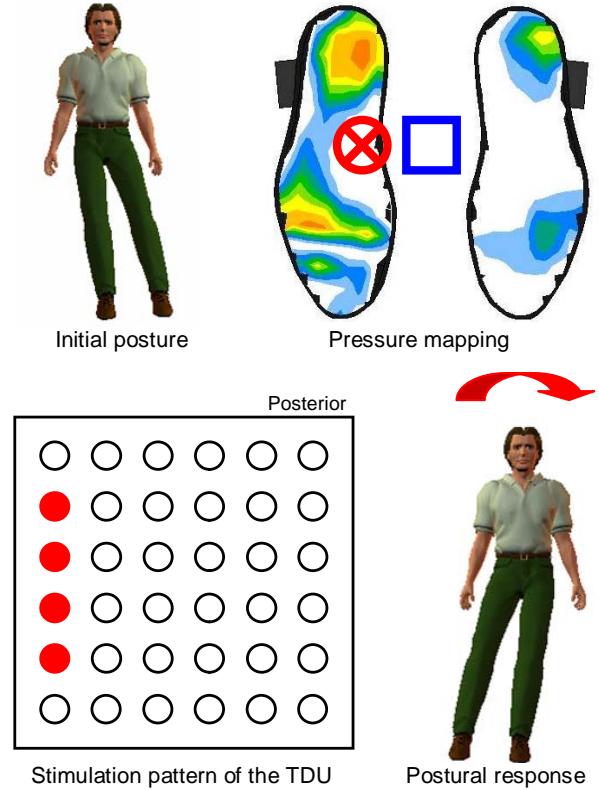 Initial posture
Pressure mapping
Posterior
Stimulation pattern of the TDU
Postural response